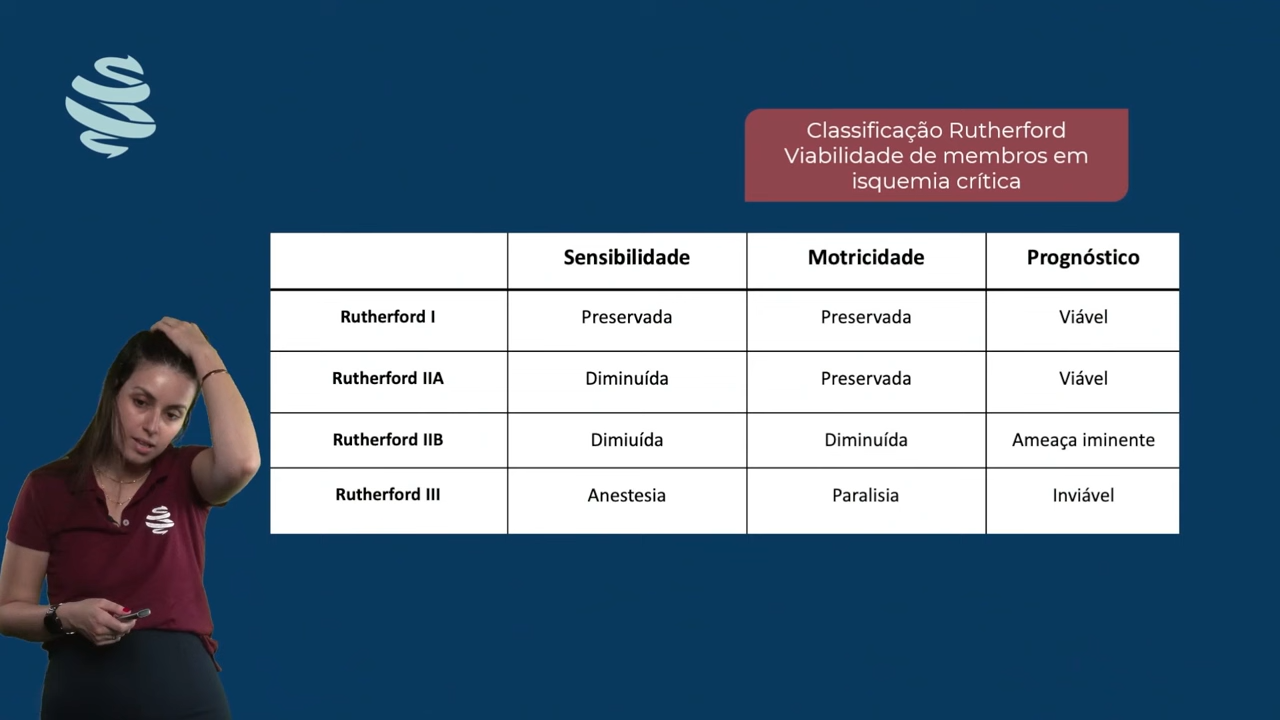 Classificação Rutherford
Viabilidade de membros em
isquemia crítica
Sensibilidade Motricidade Prognóstico
Rutherford I Preservada Preservada Viável
Rutherford IIA Diminuída Preservada Viável
Rutherford IIB Dimiuída Diminuída Ameaça iminente
Rutherford III Anestesia Paralisia Inviável